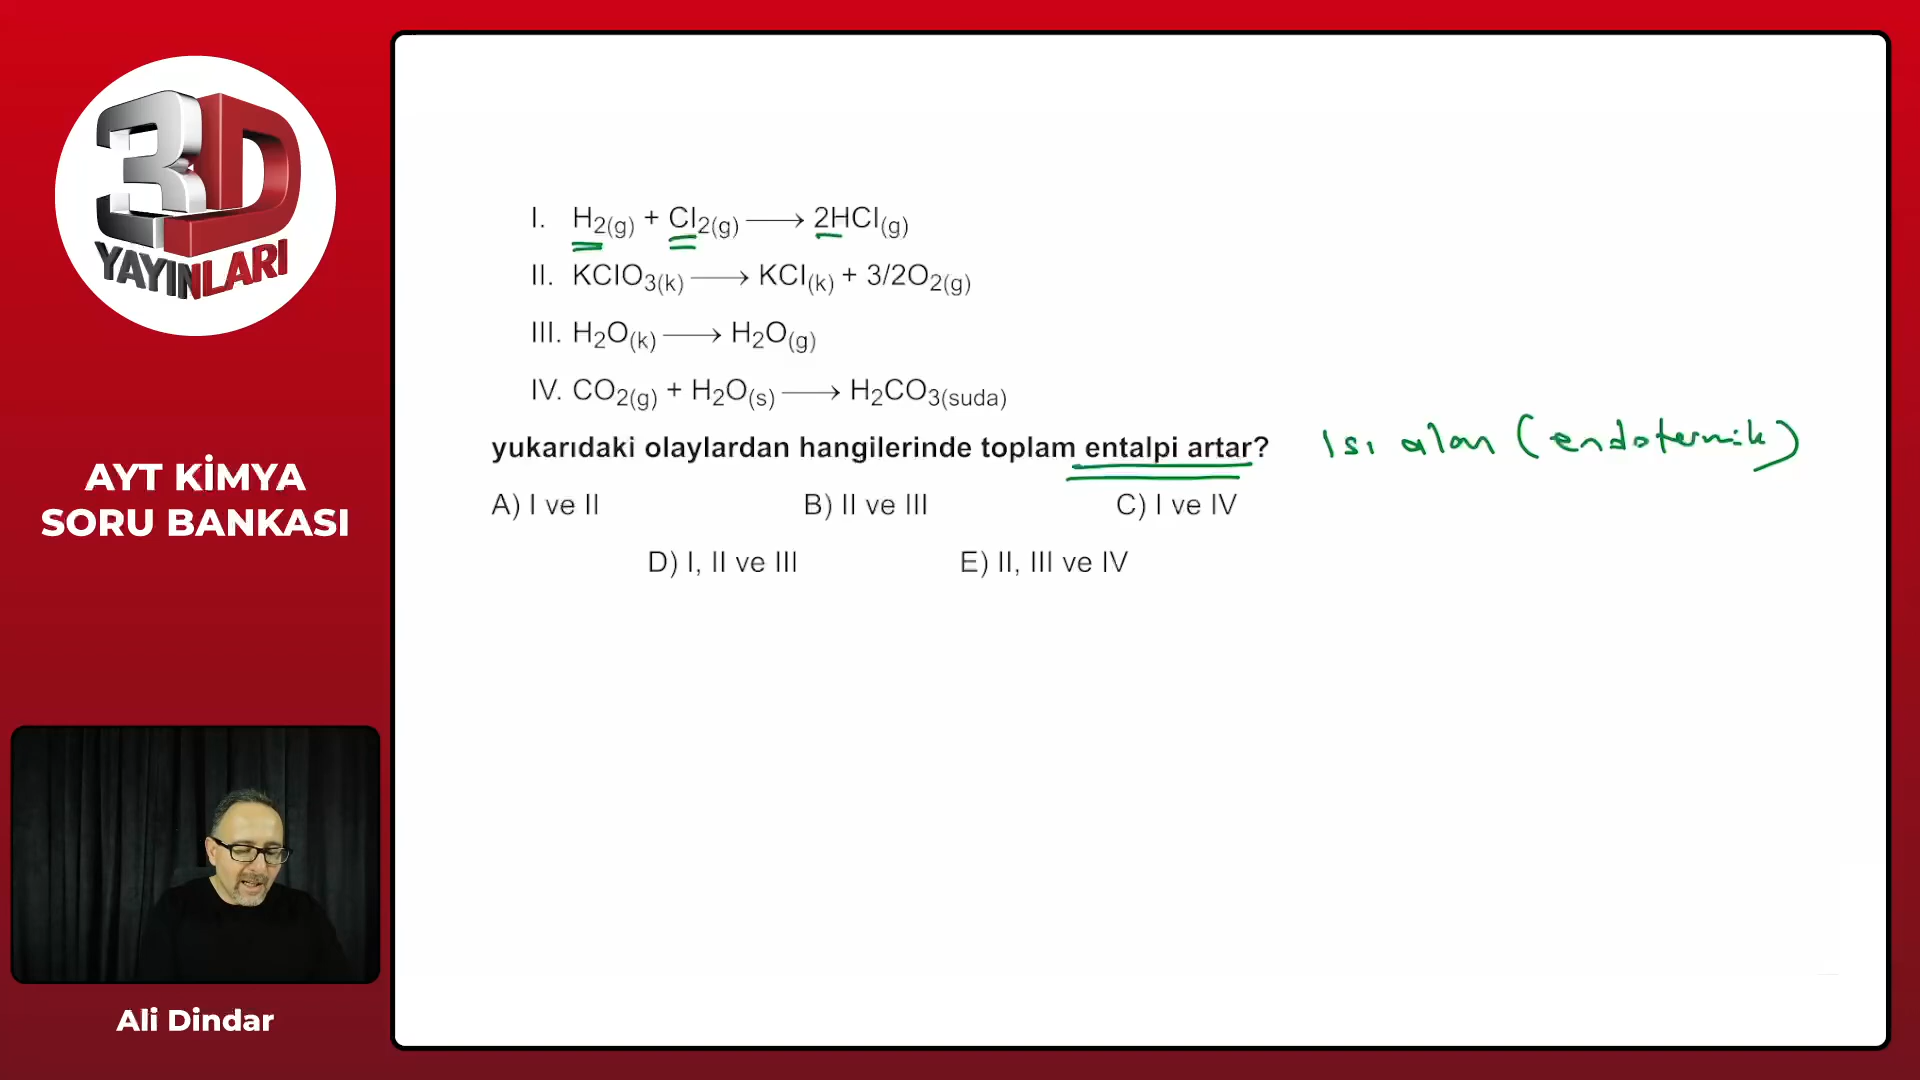 3D
YAYINLARI
AYT KİMYA
SORU BANKASI
Ali Dindar
I. H₂(g) + Cl₂(g) ⟶ 2HCl(g)
II. KClO₃(k) ⟶ KCl(k) + 3/2O₂(g)
III. H₂O(k) ⟶ H₂O(g)
IV. CO₂(g) + H₂O(s) ⟶ H₂CO₃(suda)
yukarıdaki olaylardan hangilerinde toplam entalpi artar?
Isı alan (endotermik)
A) I ve II B) II ve III C) I ve IV
D) I, II ve III E) II, III ve IV